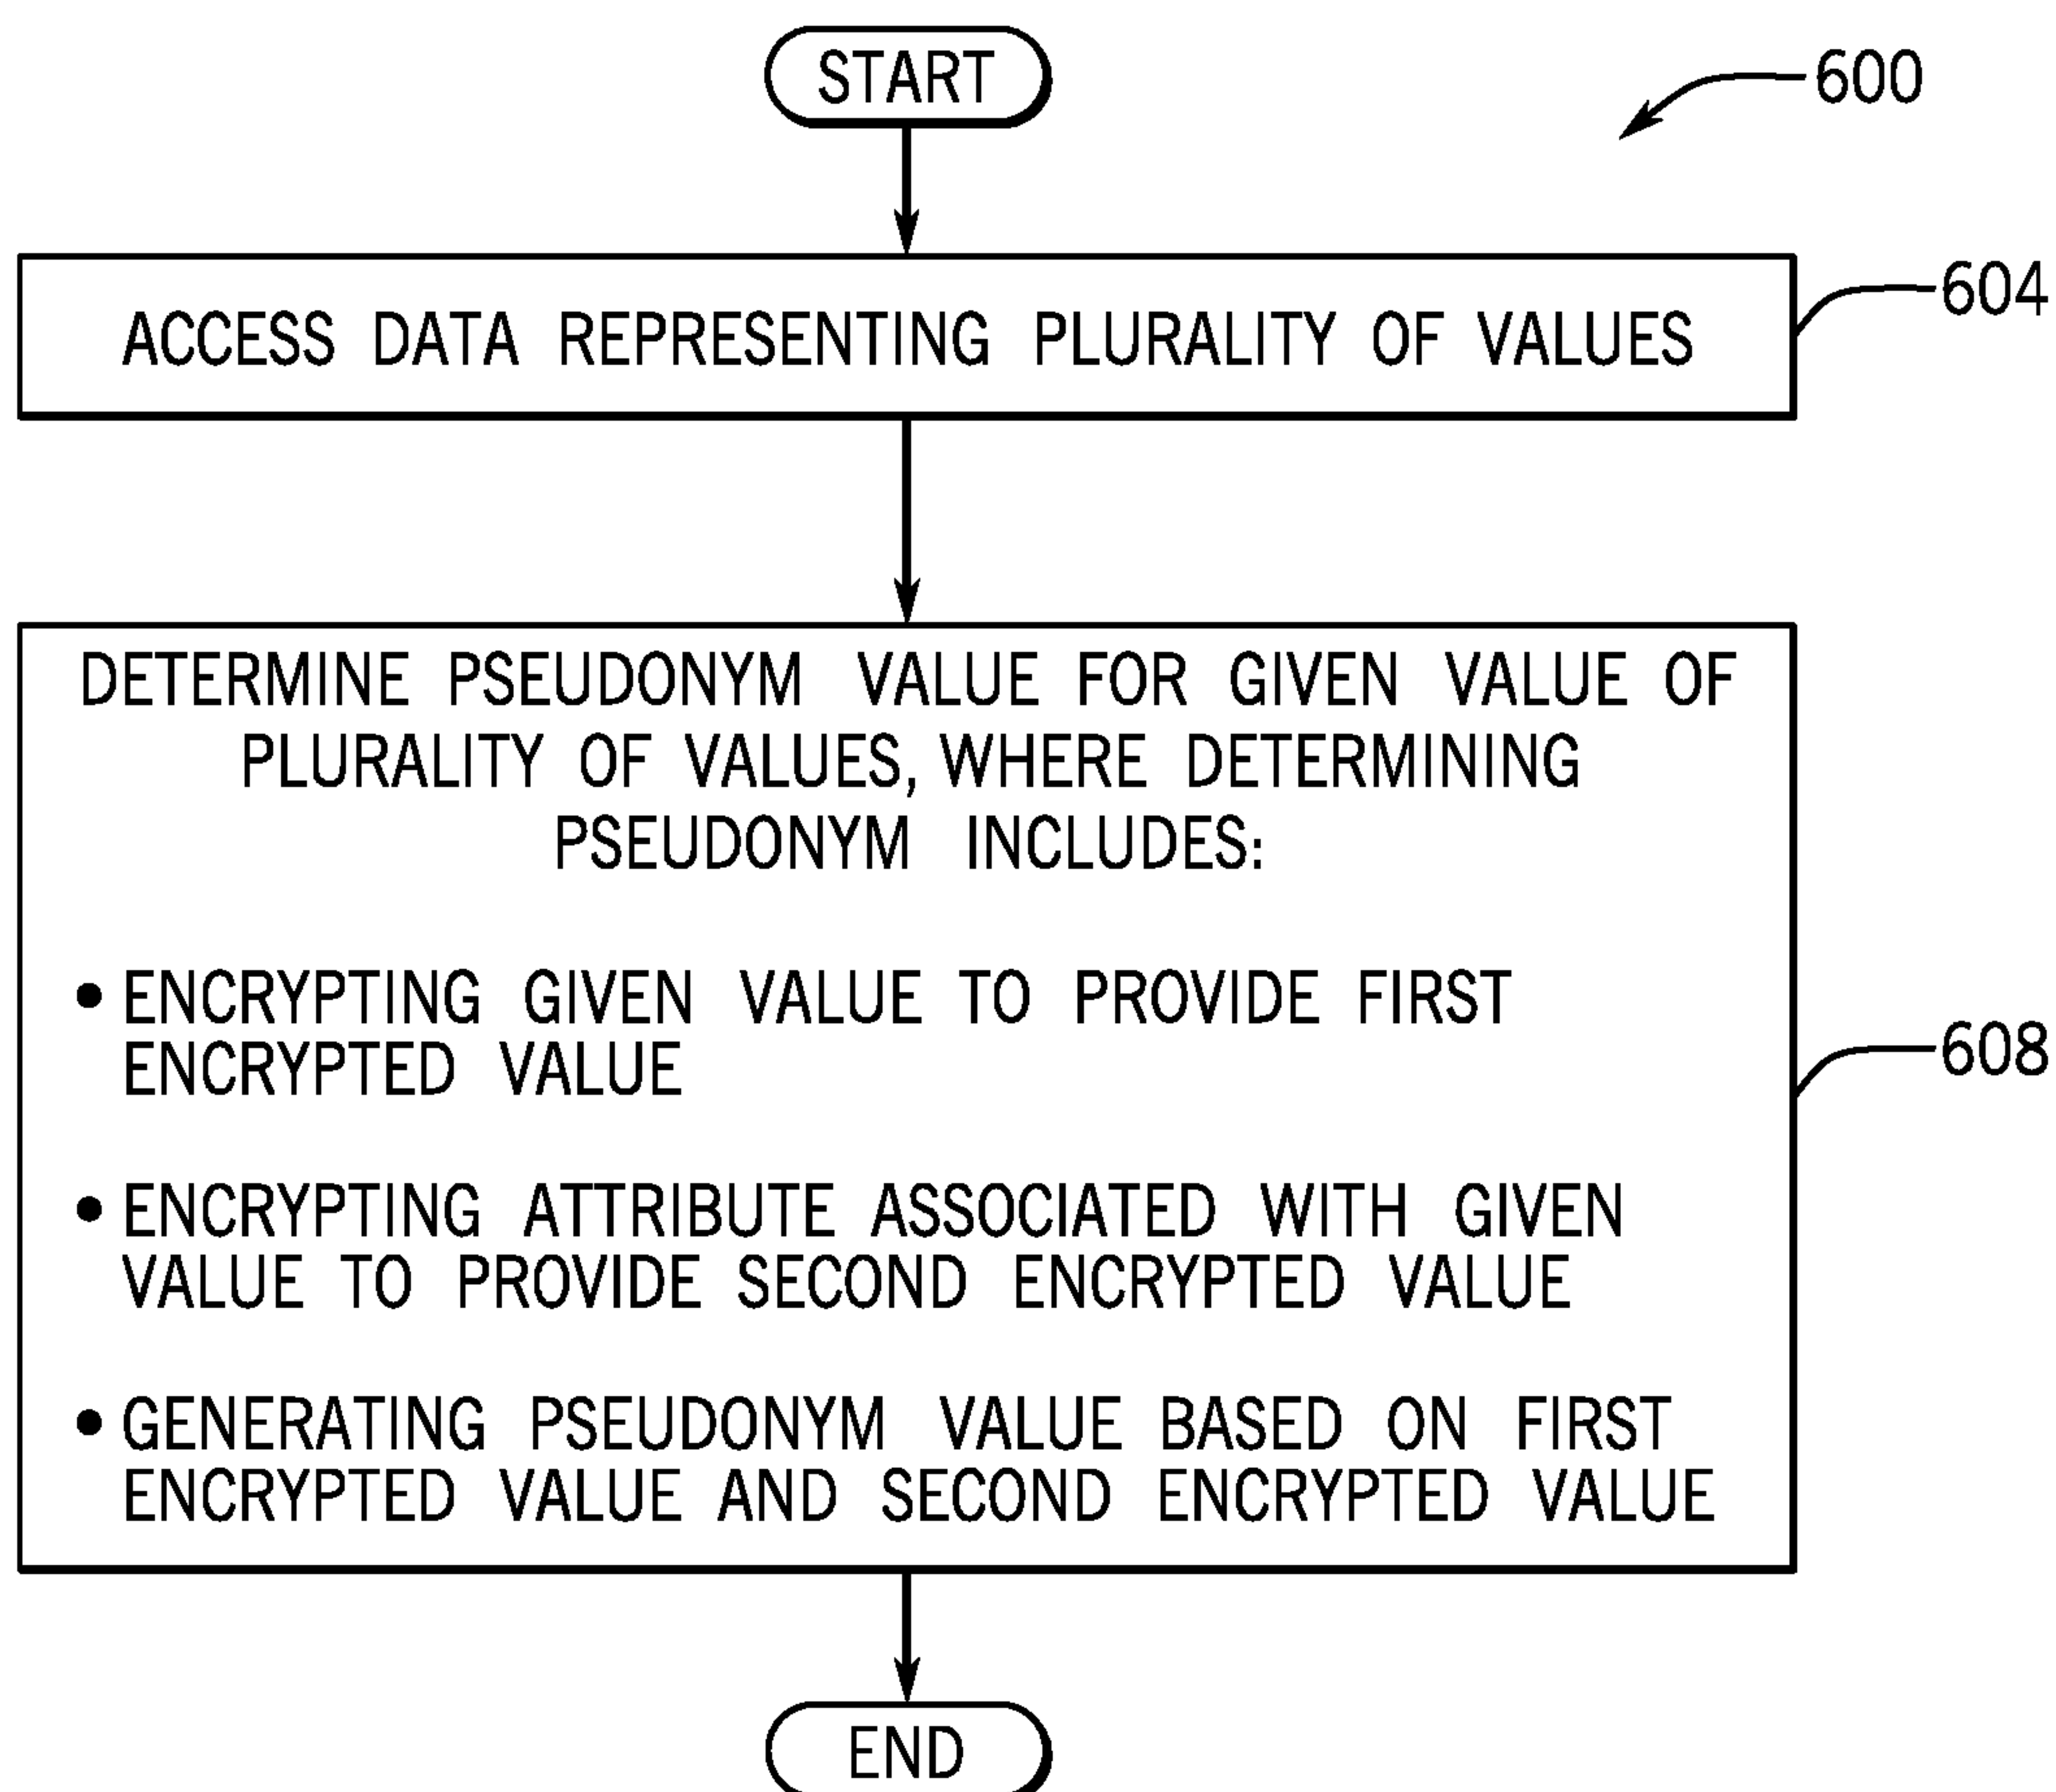 START
600
604
ACCESS DATA REPRESENTING PLURALITY OF VALUES
DETERMINE PSEUDONYM VALUE FOR GIVEN VALUE OF
PLURALITY OF VALUES, WHERE DETERMINING
PSEUDONYM INCLUDES:
• ENCRYPTING GIVEN VALUE TO PROVIDE FIRST
ENCRYPTED VALUE
608
• ENCRYPTING ATTRIBUTE ASSOCIATED WITH GIVEN
VALUE TO PROVIDE SECOND ENCRYPTED VALUE
• GENERATING PSEUDONYM VALUE BASED ON FIRST
ENCRYPTED VALUE AND SECOND ENCRYPTED VALUE
END